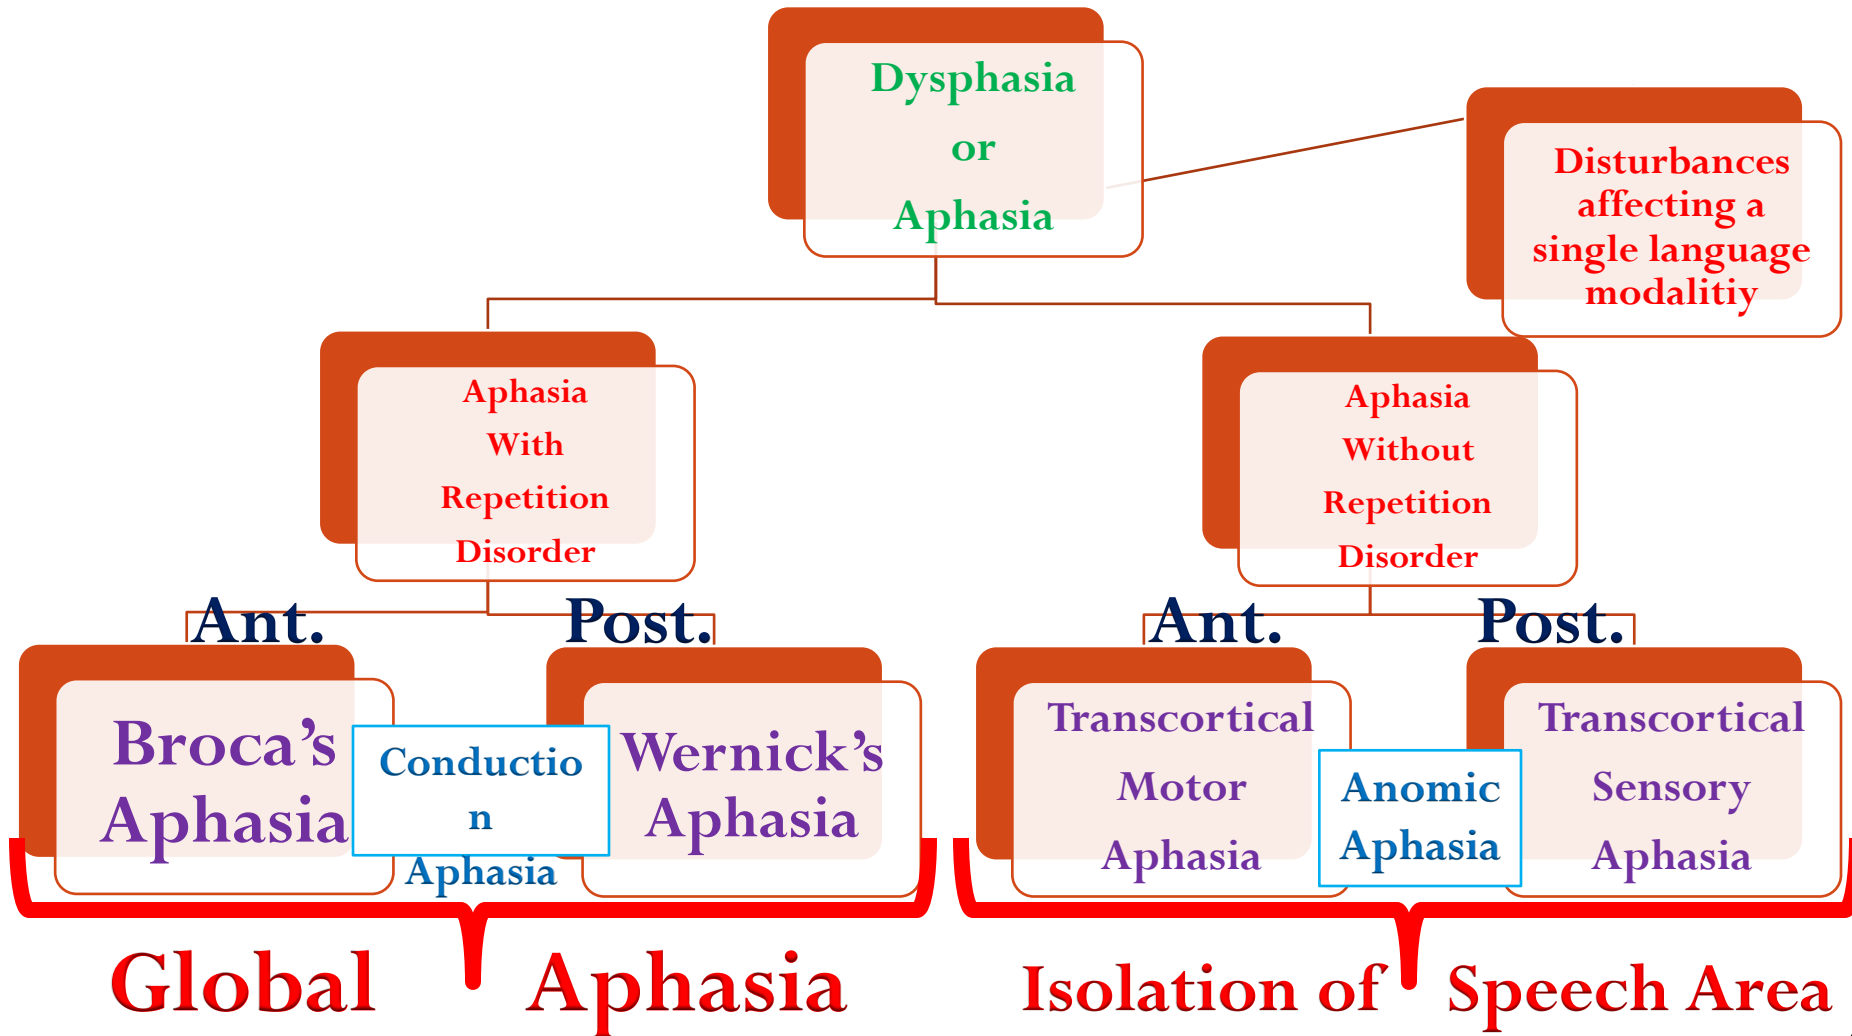 Dysphasia
or
Aphasia
Disturbances
affecting a
single language
modalitiy
Aphasia
With
Repetition
Disorder
Aphasia
Without
Repetition
Disorder
Ant.
Post.
Ant.
Post.
Broca’s
Aphasia
Conductio
n
Aphasia
Wernick’s
Aphasia
Transcortical
Motor
Aphasia
Anomic
Aphasia
Transcortical
Sensory
Aphasia
Global Aphasia
Isolation of Speech Area